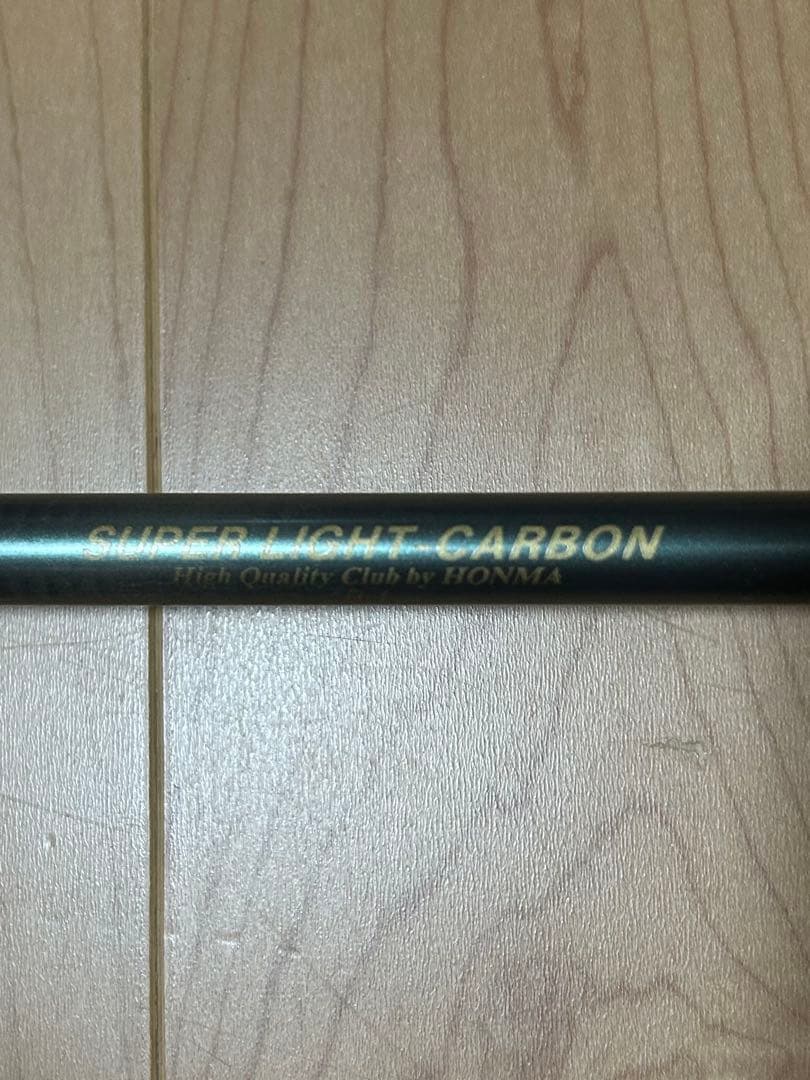 SUPER LIGHT-CARBON
High Quality Club by HONMA